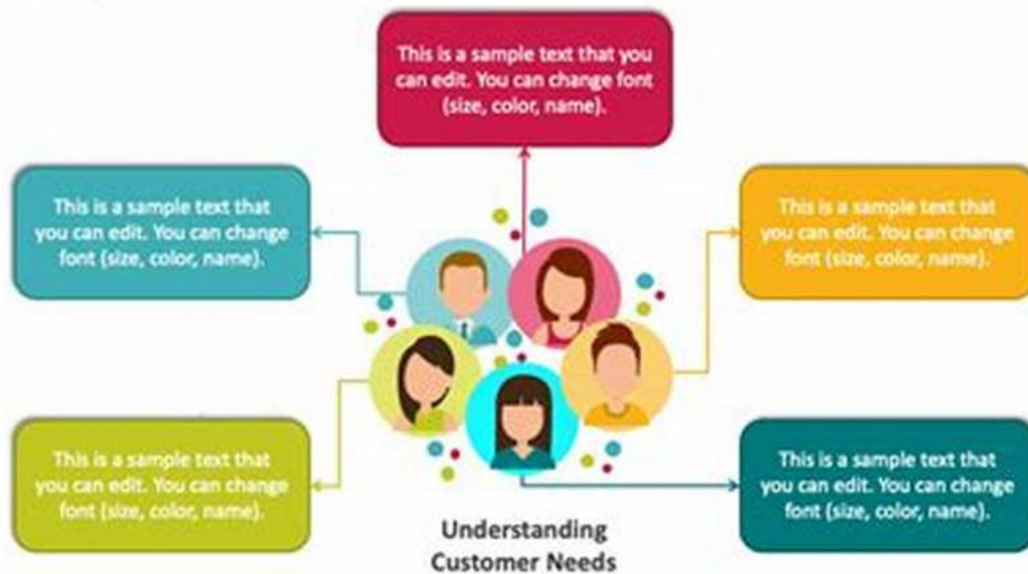 This is a sample text that you
can edit. You can change font
(size, color, name).
This is a sample text that
you can edit. You can change
font (size, color, name).
This is a sample text that
you can edit. You can change
font (size, color, name).
This is a sample text that
you can edit. You can change
font (size, color, name).
This is a sample text that
you can edit. You can change
font (size, color, name).
Understanding
Customer Needs